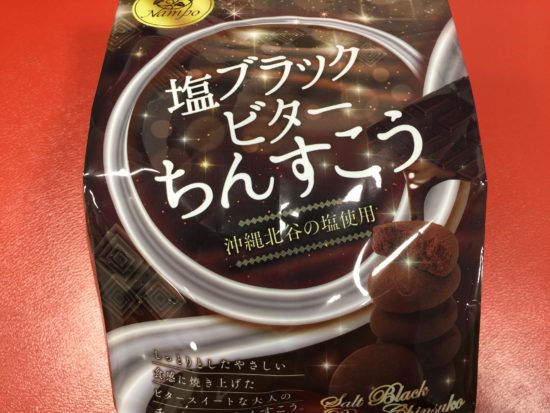 Nampo
塩ブラック
ビター
ちんすこう
沖縄北谷の塩使用
しっとりとしたやさしい
食感に焼き上げた
ビタースイートな大人の
Salt Black
Chinsuko